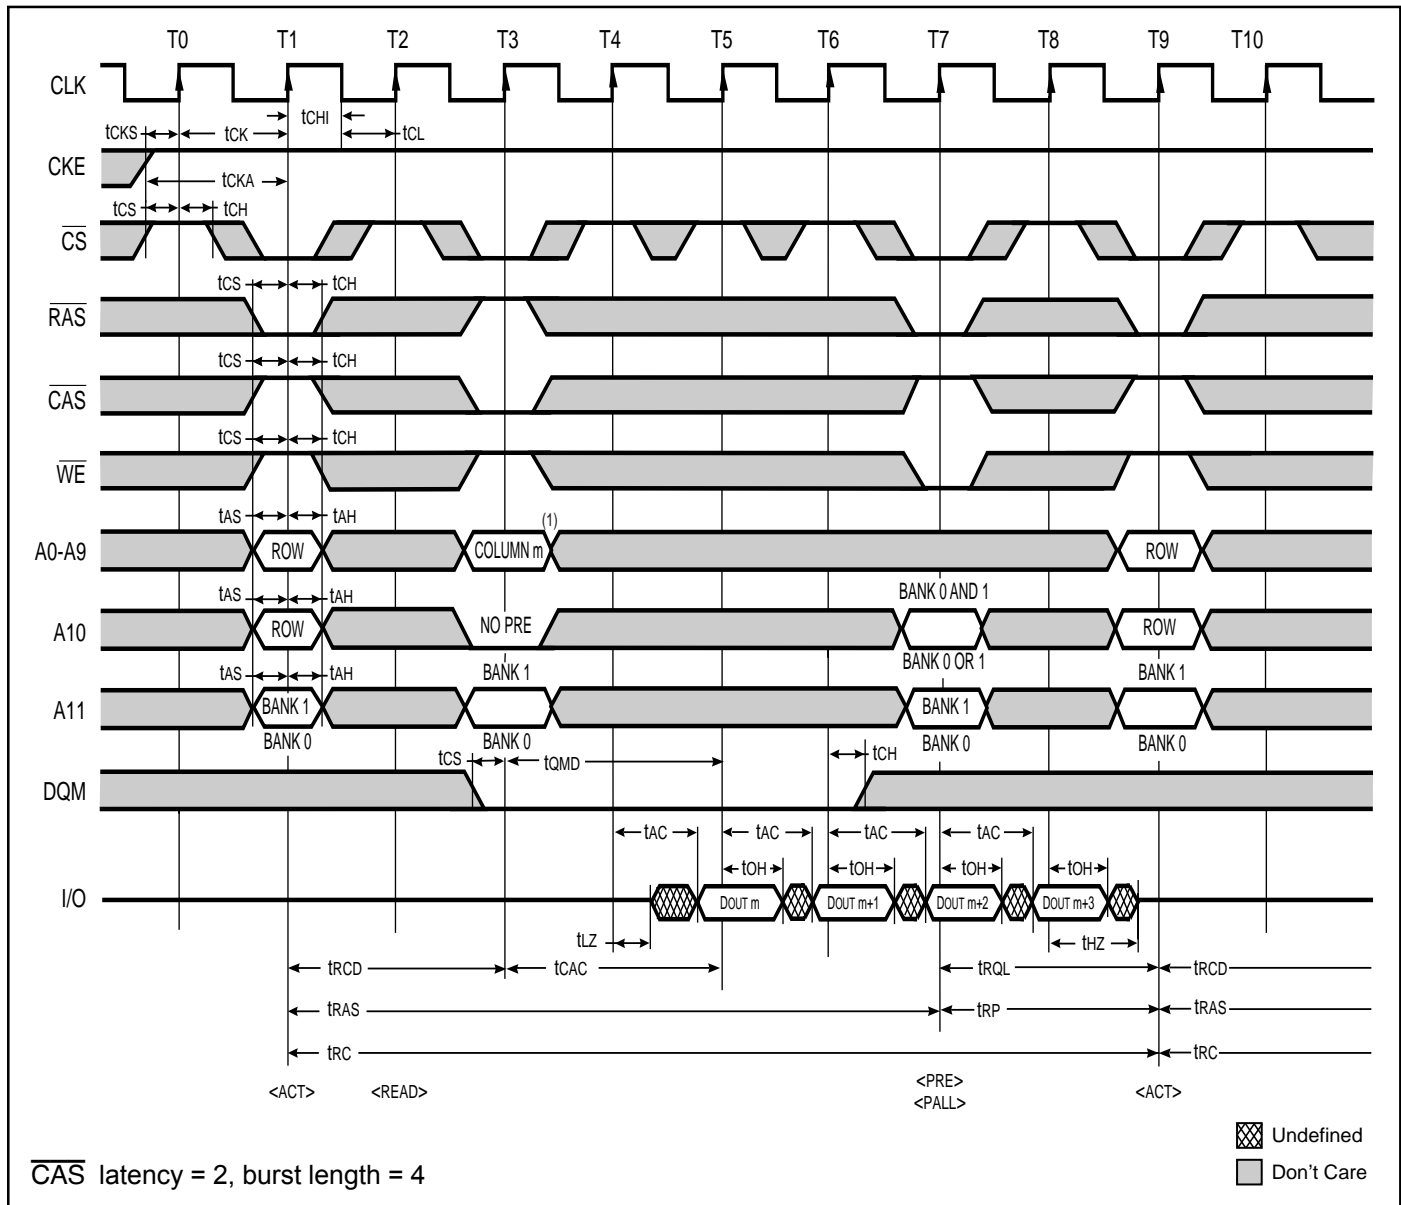 T0 T1 T2 T3 T4 T5 T6 T7 T8 T9 T10
CLK
tCHI
tCKS tCK tCL
CKE
tCKA
tCS tCH
CS
tCS tCH
RAS
tCS tCH
CAS
tCS tCH
WE
tAS tAH (1)
A0-A9 ROW COLUMN m ROW
tAS tAH BANK 0 AND 1
A10 ROW NO PRE ROW
BANK 0 OR 1
tAS tAH BANK 1 BANK 1
A11 BANK 1 BANK 1
BANK 0 BANK 0 BANK 0 BANK 0
tCS tQMD tCH
DQM
tAC tAC tAC tAC
tOH tOH tOH tOH
I/O DOUT m DOUT m+1 DOUT m+2 DOUT m+3
tLZ tHZ
tRCD tCAC tRQL tRCD
tRAS tRP tRAS
tRC tRC
<ACT> <READ> <PRE> <ACT>
<PALL>
Undefined
Don't Care
CAS latency = 2, burst length = 4